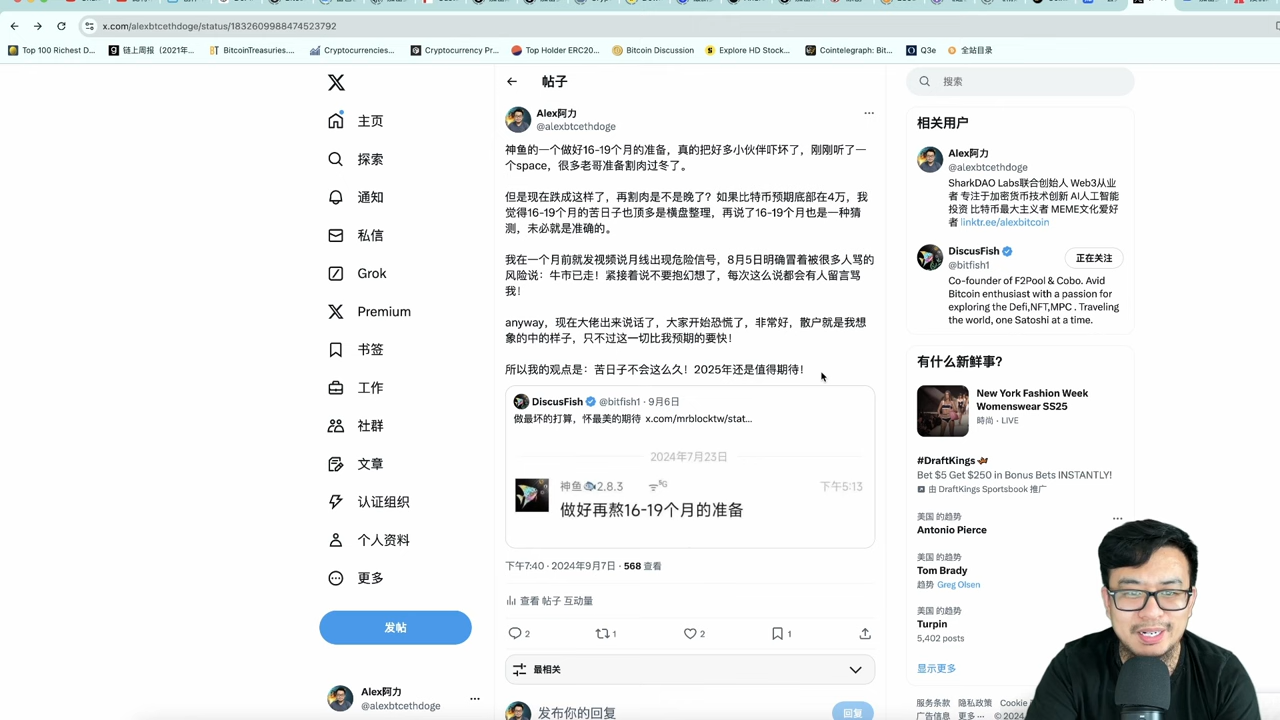 x.com/alexbtcethdoge/status/1832609988474523792
Top 100 Richest D...
链上周报（2021年...
BitcoinTreasuries....
Cryptocurrencies...
Cryptocurrency Pr...
Top Holder ERC20...
Bitcoin Discussion
Explore HD Stock...
Cointelegraph: Bit...
Q3e
全站目录
主页
探索
通知
私信
Grok
Premium
书签
工作
社群
文章
认证组织
个人资料
更多
发帖
Alex阿力
@alexbtcethdoge
帖子
Alex阿力
@alexbtcethdoge
神鱼的一个做好16-19个月的准备，真的把好多小伙伴吓坏了，刚刚听了一
个space，很多老哥准备割肉过冬了。
但是现在跌成这样了，再割肉是不是晚了？如果比特币预期底部在4万，我
觉得16-19个月的苦日子也顶多是横盘整理，再说了16-19个月也是一种猜
测，未必就是准确的。
我在一个月前就发视频说月线出现危险信号，8月5日明确冒着被很多人骂的
风险说：牛市已走！紧接着说不要抱幻想了，每次这么说都会有人留言骂
我！
anyway，现在大佬出来说话了，大家开始恐慌了，非常好，散户就是我想
象的中的样子，只不过这一切比我预期的要快！
所以我的观点是：苦日子不会这么久！2025年还是值得期待！
DiscusFish @bitfish1 · 9月6日
做最坏的打算，怀最美的期待 x.com/mrblocktw/stat...
2024年7月23日
神鱼🐟2.8.3
5G
下午5:13
做好再熬16-19个月的准备
下午7:40 · 2024年9月7日 · 568 查看
查看 帖子 互动量
2
1
2
1
最相关
发布你的回复
回复
搜索
相关用户
Alex阿力
@alexbtcethdoge
SharkDAO Labs联合创始人 Web3从业
者 专注于加密货币技术创新 AI人工智能
投资 比特币最大主义者 MEME文化爱好
者 linktr.ee/alexbitcoin
DiscusFish
@bitfish1
正在关注
Co-founder of F2Pool & Cobo. Avid
Bitcoin enthusiast with a passion for
exploring the Defi,NFT,MPC . Traveling
the world, one Satoshi at a time.
有什么新鲜事？
New York Fashion Week
Womenswear SS25
時尚 · LIVE
#DraftKings
Bet $5 Get $250 in Bonus Bets INSTANTLY!
由 DraftKings Sportsbook 推广
美国 的趋势
Antonio Pierce
美国 的趋势
Tom Brady
趋势 Greg Olsen
美国 的趋势
Turpin
5,402 posts
显示更多
服务条款 隐私政策 Cookie
广告信息 更多 ··· © 2024